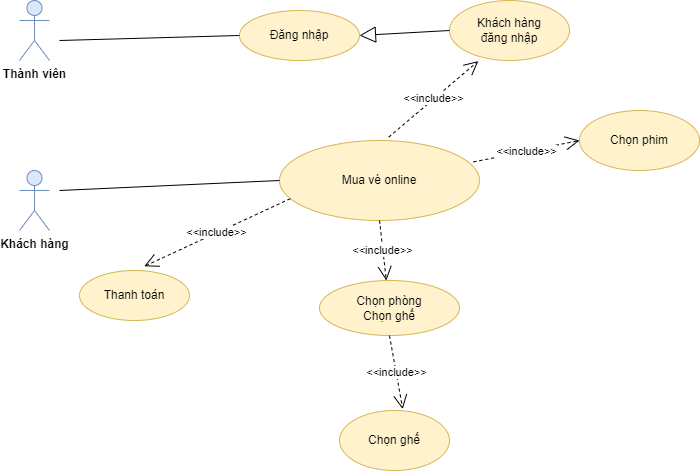 Khách hàng
đăng nhập
Đăng nhập
Thành viên
<<include>>
Chọn phim
<<include>>
Mua vé online
Khách hàng
<<include>>
<<include>>
Thanh toán
Chọn phòng
Chọn ghế
<<include>>
Chọn ghế